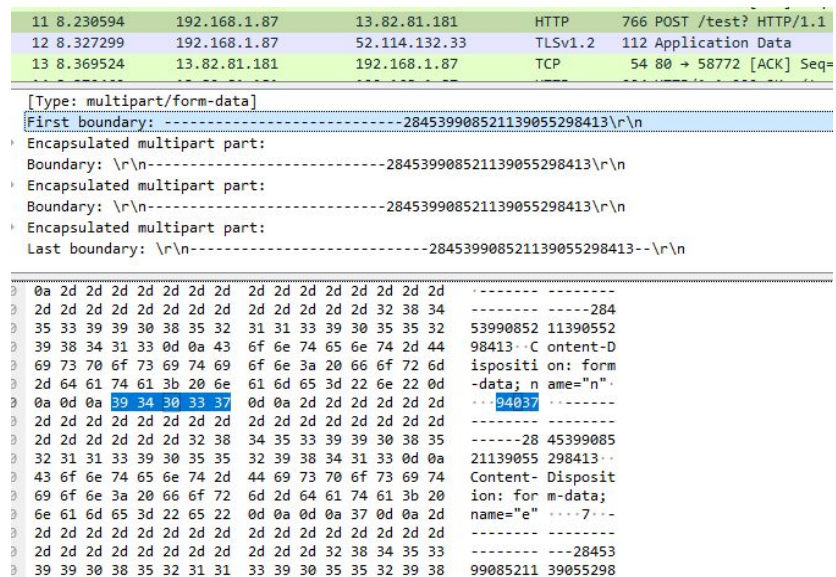 11 8.230594 192.168.1.87 13.82.81.181 HTTP 766 POST /test? HTTP/1.1
12 8.327299 192.168.1.87 52.114.132.33 TLSv1.2 112 Application Data
13 8.369524 13.82.81.181 192.168.1.87 TCP 54 80 → 58772 [ACK] Seq=
[Type: multipart/form-data]
First boundary: ---------------------------284539908521139055298413\r\n
Encapsulated multipart part:
Boundary: \r\n---------------------------284539908521139055298413\r\n
Encapsulated multipart part:
Boundary: \r\n---------------------------284539908521139055298413\r\n
Encapsulated multipart part:
Last boundary: \r\n---------------------------284539908521139055298413--\r\n
0a 2d 2d 2d 2d 2d 2d 2d 2d 2d 2d 2d 2d 2d 2d 2d ·------- --------
2d 2d 2d 2d 2d 2d 2d 2d 2d 2d 2d 2d 2d 32 38 34 -------- -----284
35 33 39 39 30 38 35 32 31 31 33 39 30 35 35 32 53990852 11390552
39 38 34 31 33 0d 0a 43 6f 6e 74 65 6e 74 2d 44 98413··C ontent-D
69 73 70 6f 73 69 74 69 6f 6e 3a 20 66 6f 72 6d ispositi on: form
2d 64 61 74 61 3b 20 6e 61 6d 65 3d 22 6e 22 0d -data; n ame="n"·
0a 0d 0a 39 34 30 33 37 0d 0a 2d 2d 2d 2d 2d 2d ···94037 ··------
2d 2d 2d 2d 2d 2d 2d 2d 2d 2d 2d 2d 2d 2d 2d 2d -------- --------
2d 2d 2d 2d 2d 2d 32 38 34 35 33 39 39 30 38 35 ------28 45399085
32 31 31 33 39 30 35 35 32 39 38 34 31 33 0d 0a 21139055 298413··
43 6f 6e 74 65 6e 74 2d 44 69 73 70 6f 73 69 74 Content- Disposit
69 6f 6e 3a 20 66 6f 72 6d 2d 64 61 74 61 3b 20 ion: for m-data;
6e 61 6d 65 3d 22 65 22 0d 0a 0d 0a 37 0d 0a 2d name="e" ····7··-
2d 2d 2d 2d 2d 2d 2d 2d 2d 2d 2d 2d 2d 2d 2d 2d -------- --------
2d 2d 2d 2d 2d 2d 2d 2d 2d 2d 2d 32 38 34 35 33 -------- ---28453
39 39 30 38 35 32 31 31 33 39 30 35 35 32 39 38 99085211 39055298